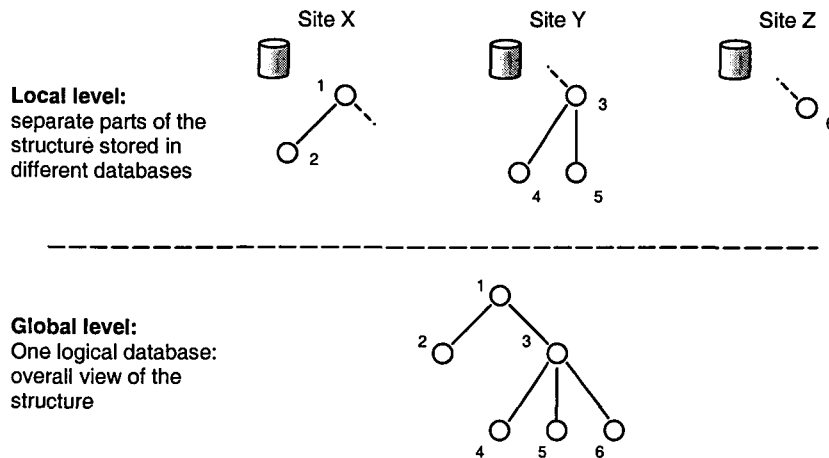 Site X
Site Y
Site Z
Local level:
separate parts of the
structure stored in
different databases
1
2
3
4
5
6
Global level:
One logical database:
overall view of the
structure
1
2
3
4
5
6